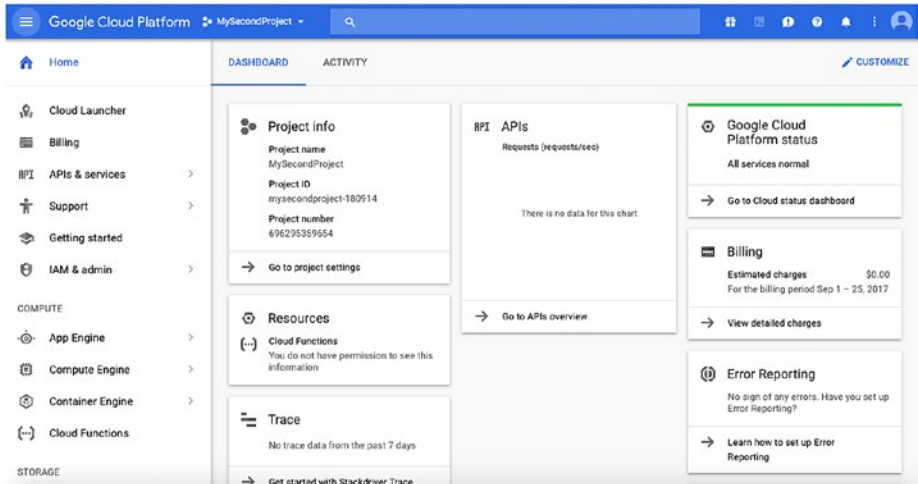 Google Cloud Platform MySecondProject
Home
Cloud Launcher
Billing
API APIs & services
Support
Getting started
IAM & admin
COMPUTE
App Engine
Compute Engine
Container Engine
Cloud Functions
STORAGE
DASHBOARD ACTIVITY
CUSTOMIZE
Project info
Project name
MySecondProject
Project ID
mysecondproject-180914
Project number
696295359654
Go to project settings
Resources
Cloud Functions
You do not have permission to see this
information
Trace
No trace data from the past 7 days
Get started with Stackdriver Trace
API APIs
Requests (requests/sec)
There is no data for this chart
Go to APIs overview
Google Cloud
Platform status
All services normal
Go to Cloud status dashboard
Billing
Estimated charges $0.00
For the billing period Sep 1 – 25, 2017
View detailed charges
Error Reporting
No sign of any errors. Have you set up
Error Reporting?
Learn how to set up Error
Reporting